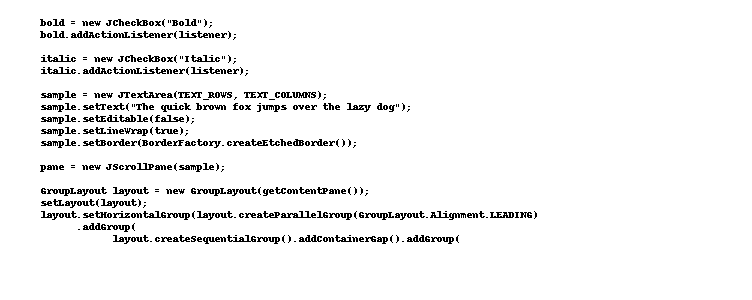 bold = new JCheckBox("Bold");
bold.addActionListener(listener);
italic = new JCheckBox("Italic");
italic.addActionListener(listener);
sample = new JTextArea(TEXT_ROWS, TEXT_COLUMNS);
sample.setText("The quick brown fox jumps over the lazy dog");
sample.setEditable(false);
sample.setLineWrap(true);
sample.setBorder(BorderFactory.createEtchedBorder());
pane = new JScrollPane(sample);
GroupLayout layout = new GroupLayout(getContentPane());
setLayout(layout);
layout.setHorizontalGroup(layout.createParallelGroup(GroupLayout.Alignment.LEADING)
.addGroup(
layout.createSequentialGroup().addContainerGap().addGroup(